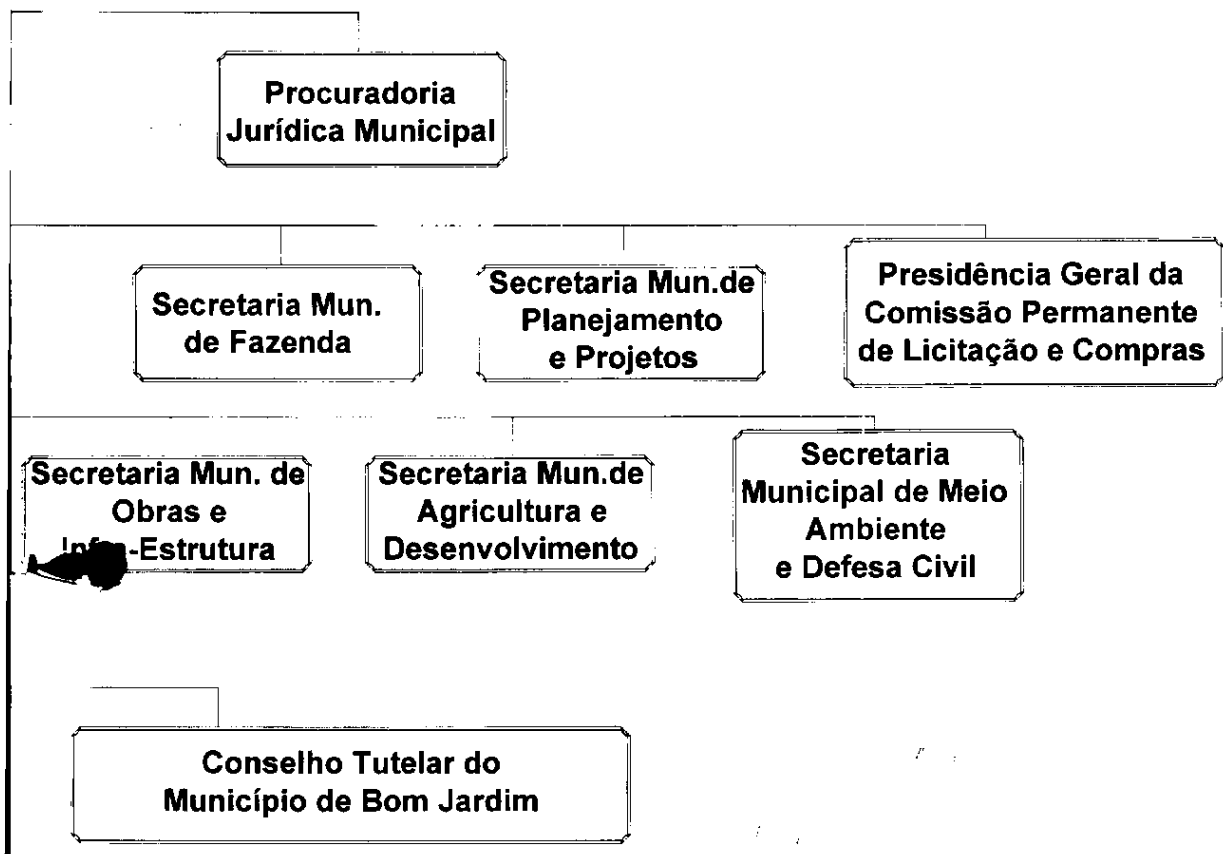 Procuradoria
Jurídica Municipal
Secretaria Mun.
de Fazenda
Secretaria Mun.de
Planejamento
e Projetos
Presidência Geral da
Comissão Permanente
de Licitação e Compras
Secretaria Mun. de
Obras e
Infra-Estrutura
Secretaria Mun.de
Agricultura e
Desenvolvimento
Secretaria
Municipal de Meio
Ambiente
e Defesa Civil
Conselho Tutelar do
Município de Bom Jardim